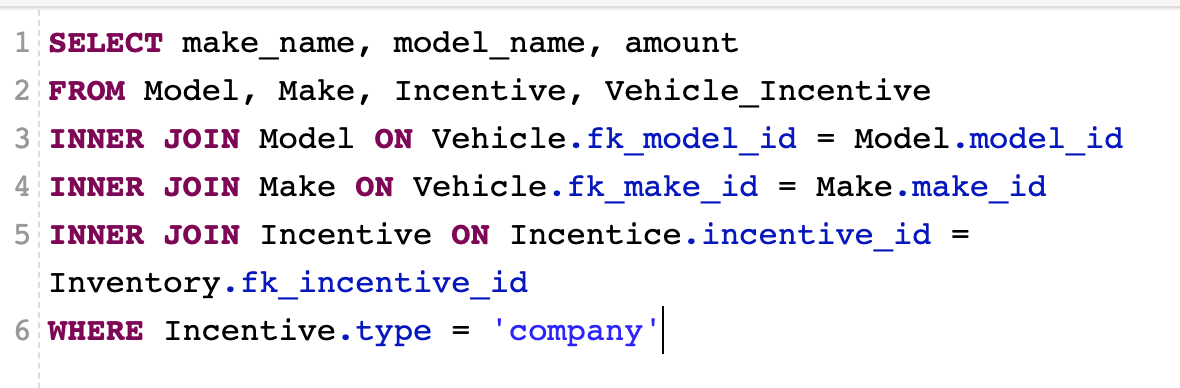 1 SELECT make_name, model_name, amount
2 FROM Model, Make, Incentive, Vehicle_Incentive
3 INNER JOIN Model ON Vehicle.fk_model_id = Model.model_id
4 INNER JOIN Make ON Vehicle.fk_make_id = Make.make_id
5 INNER JOIN Incentive ON Incentice.incentive_id =
Inventory.fk_incentive_id
6 WHERE Incentive.type = 'company'